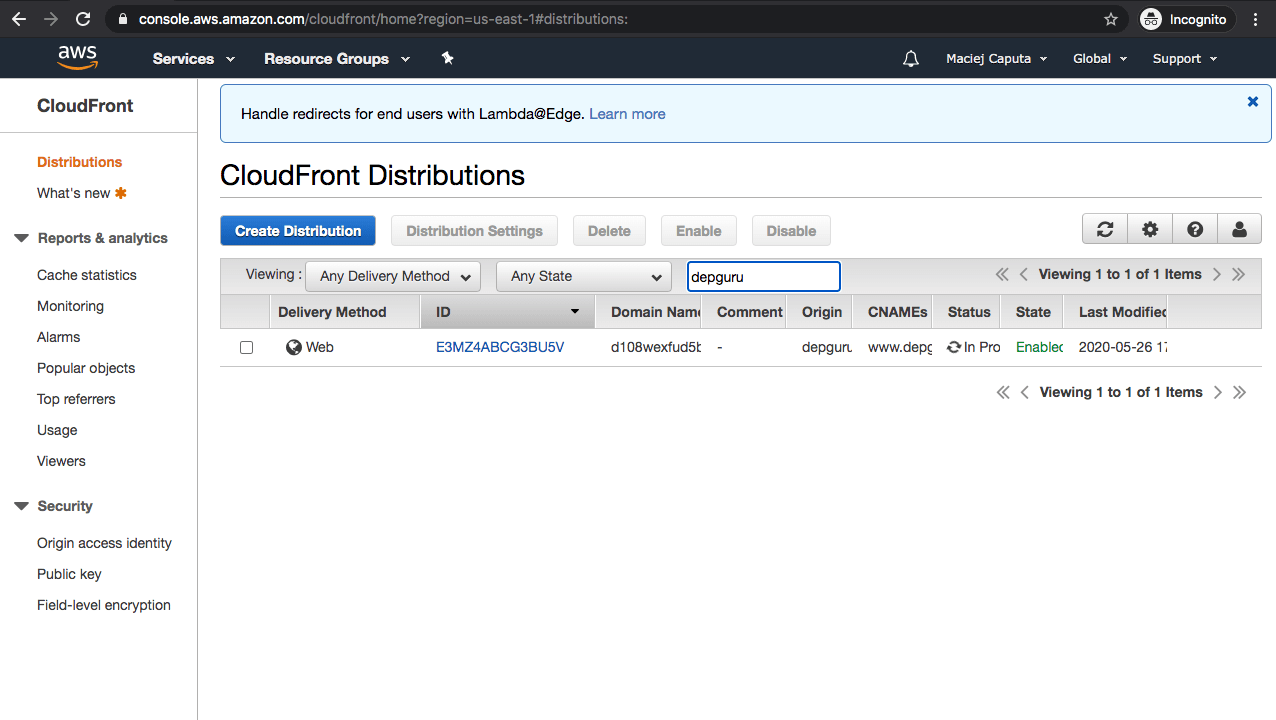 console.aws.amazon.com/cloudfront/home?region=us-east-1#distributions:
Incognito
aws
Services
Resource Groups
Maciej Caputa
Global
Support
CloudFront
Distributions
What's new
Reports & analytics
Cache statistics
Monitoring
Alarms
Popular objects
Top referrers
Usage
Viewers
Security
Origin access identity
Public key
Field-level encryption
Handle redirects for end users with Lambda@Edge. Learn more
CloudFront Distributions
Create Distribution
Distribution Settings
Delete
Enable
Disable
Viewing : Any Delivery Method Any State depguru
Viewing 1 to 1 of 1 Items
Delivery Method ID Domain Name Comment Origin CNAMEs Status State Last Modified
Web E3MZ4ABCG3BU5V d108wexfud5b - depguru www.depg In Pro Enabled 2020-05-26 17
Viewing 1 to 1 of 1 Items